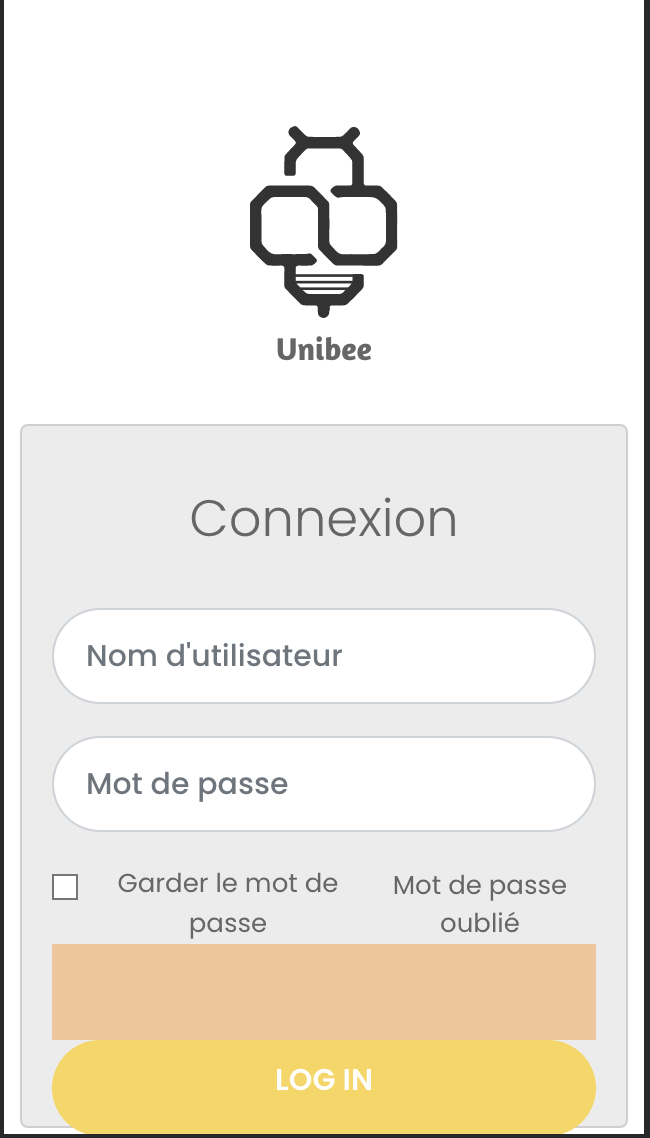 Unibee
Connexion
Nom d'utilisateur
Mot de passe
Garder le mot de
passe
Mot de passe
oublié
LOG IN